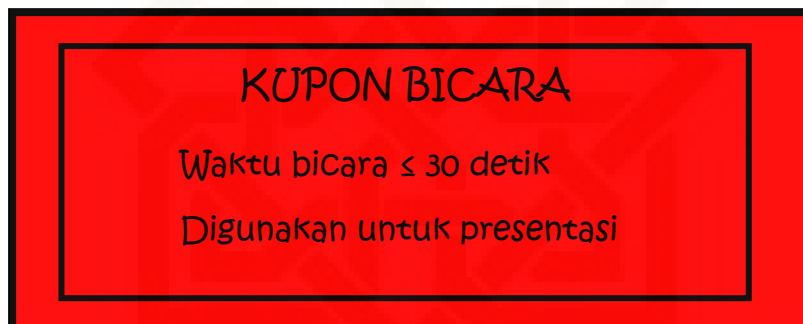 KUPON BICARA
Waktu bicara ≤ 30 detik
Digunakan untuk presentasi